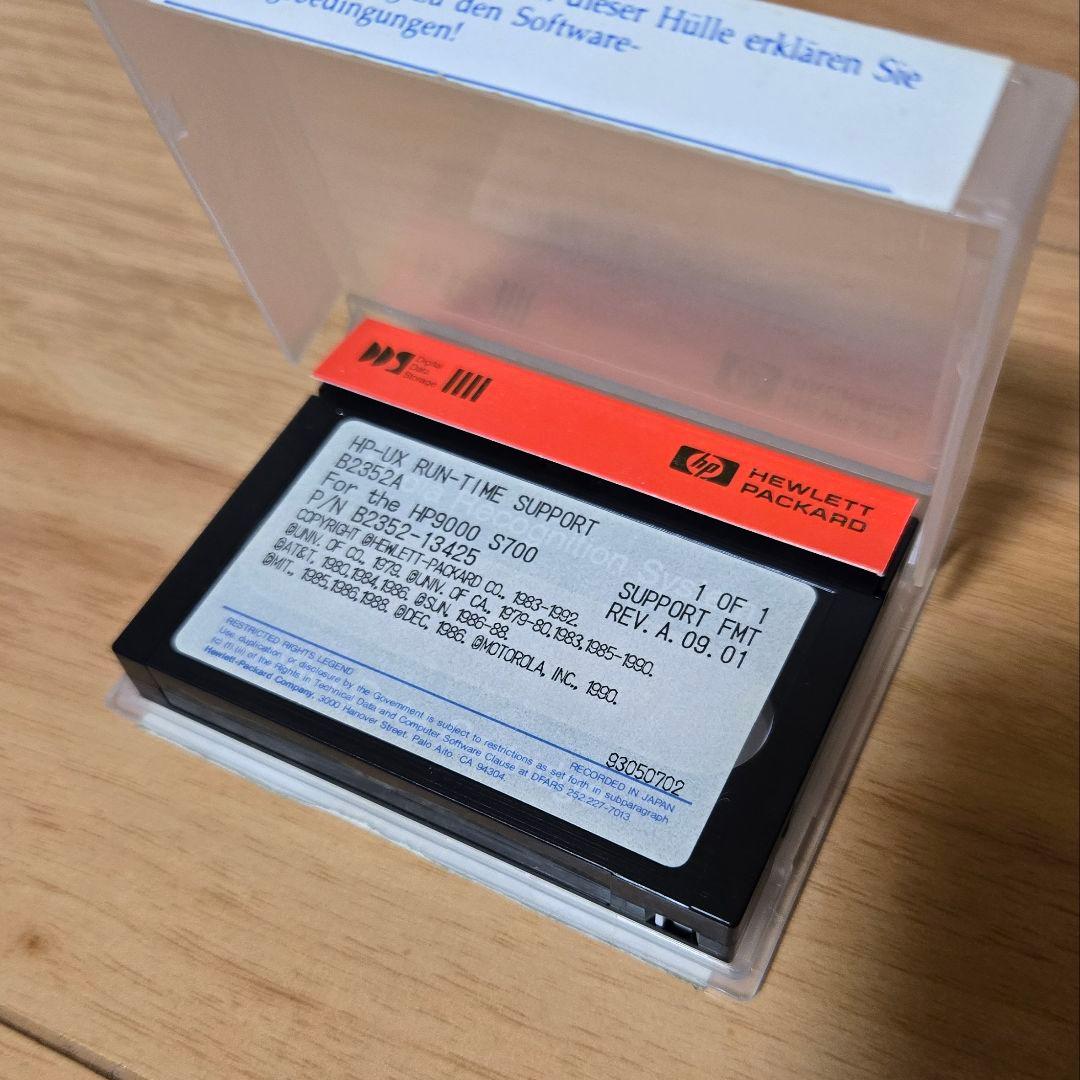 dieser Hülle erklären Sie
zu den Software-
bedingungen!
DDS Digital
Data
Storage
hp HEWLETT
PACKARD
HP-UX RUN-TIME SUPPORT
B2352A
For the HP9000 S700
P/N B2352-13425
1 OF 1
SUPPORT FMT
REV. A.09.01
COPYRIGHT @HEWLETT-PACKARD CO. 1983-1992.
@UNIV. OF CO, 1979. @UNIV. OF CA, 1979-80,1983,1985-1990.
@AT&T, 1980,1984,1986. @SUN, 1986-88.
@MIT., 1985,1986,1988. @DEC, 1986. @MOTOROLA, INC., 1990.
93050702
RECORDED IN JAPAN
RESTRICTED RIGHTS LEGEND
Use, duplication, or disclosure by the Government is subject to restrictions as set forth in subparagraph
(c) (1) (ii) of the Rights in Technical Data and Computer Software Clause at DFARS 252.227-7013
Hewlett-Packard Company, 3000 Hanover Street, Palo Alto, CA 94304.